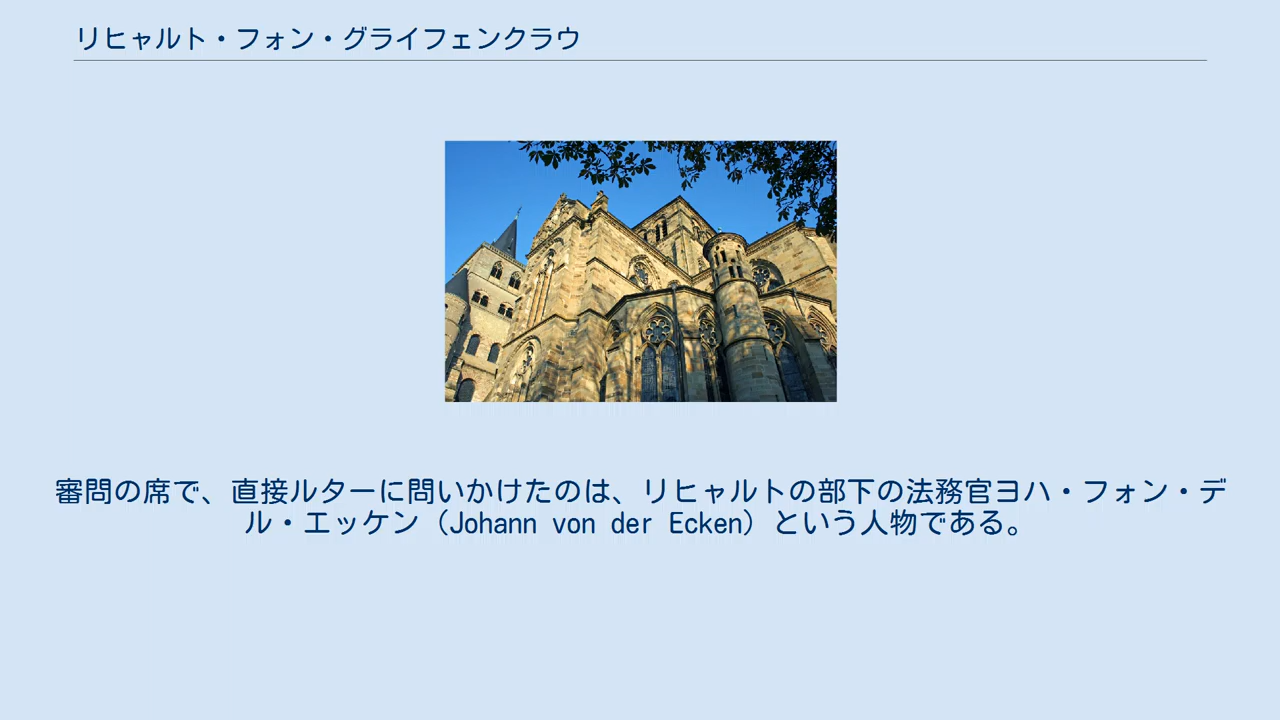 リヒャルト・フォン・グライフェンクラウ
審問の席で、直接ルターに問いかけたのは、リヒャルトの部下の法務官ヨハ・フォン・デ
ル・エッケン（Johann von der Ecken）という人物である。